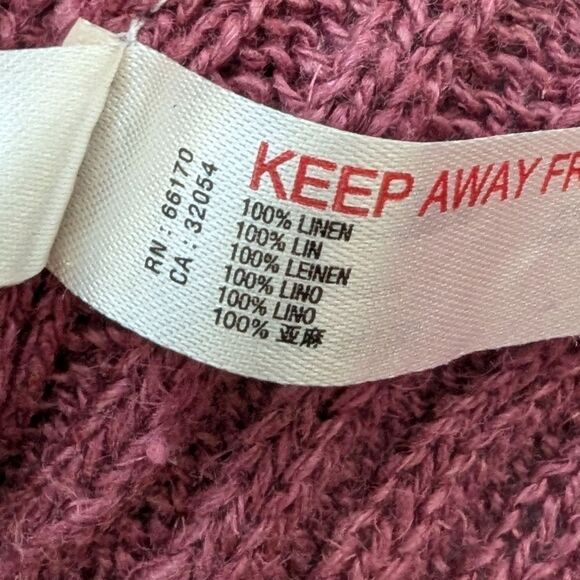 RN : 66170
CA : 32054
KEEP AWAY FR
100% LINEN
100% LIN
100% LEINEN
100% LINO
100% LINO
100% 亚麻